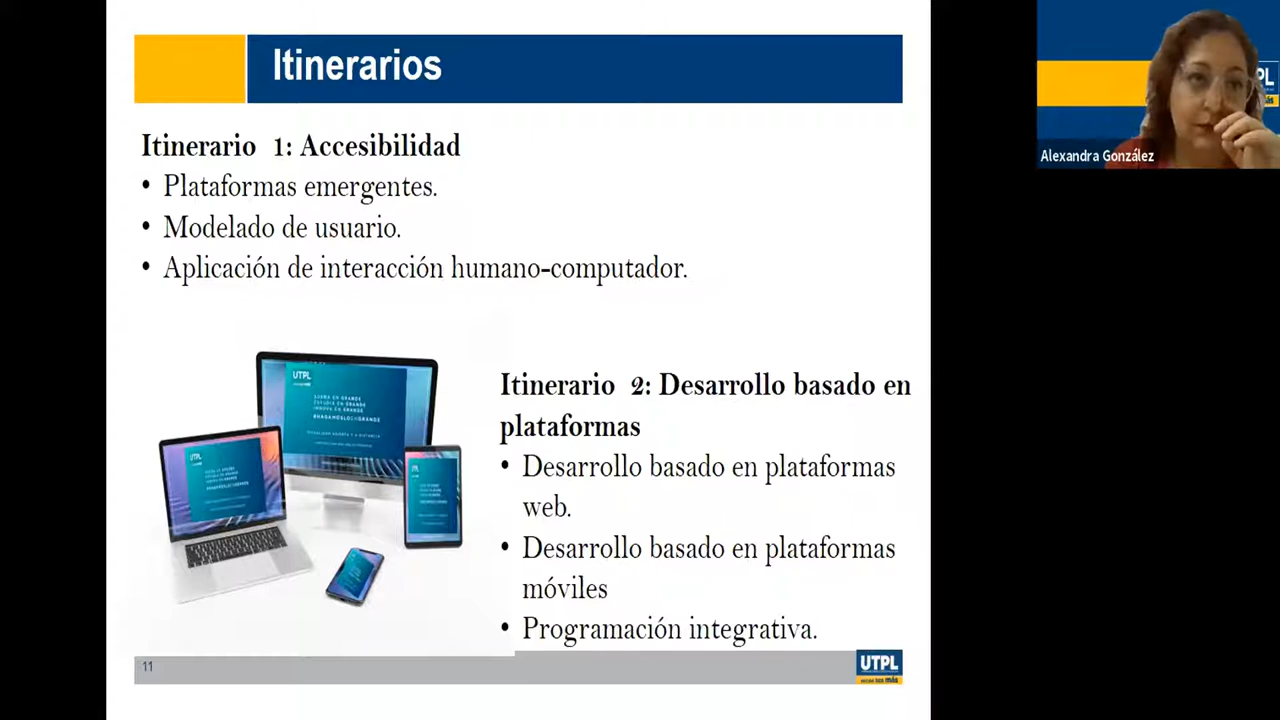 Itinerarios
Itinerario 1: Accesibilidad
• Plataformas emergentes.
• Modelado de usuario.
• Aplicación de interacción humano-computador.
UTPL
Itinerario 2: Desarrollo basado en
plataformas
• Desarrollo basado en plataformas
web.
• Desarrollo basado en plataformas
móviles
• Programación integrativa.
11
UTPL
Alexandra González